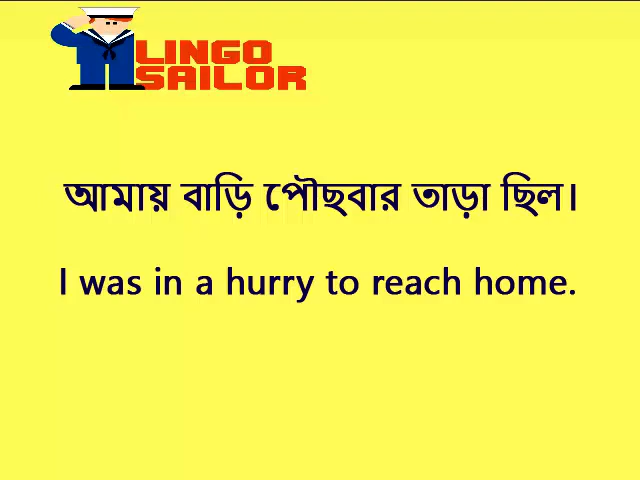 LINGO
SAILOR
আমায় বাড়ি পৌছবার তাড়া ছিল।
I was in a hurry to reach home.